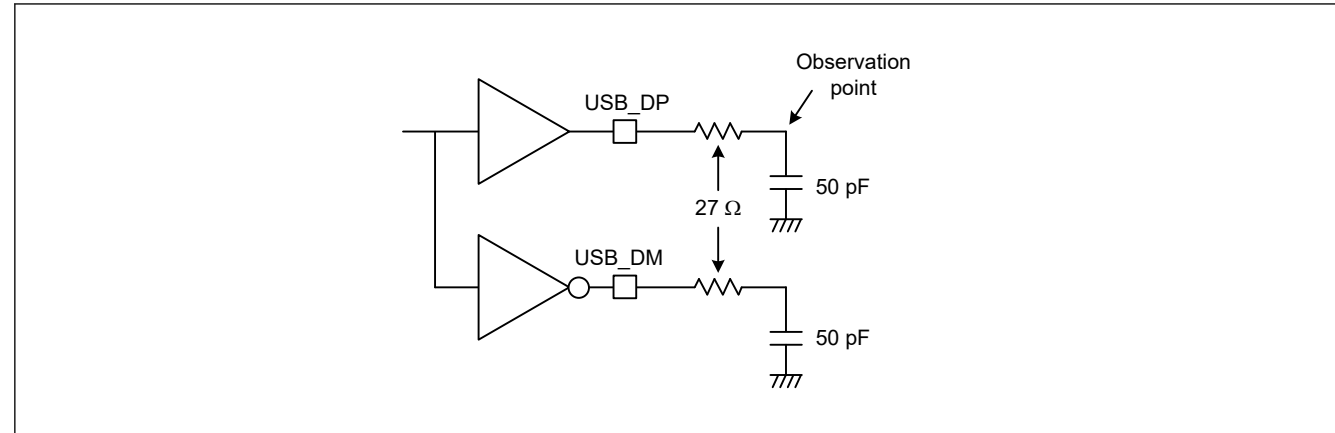 Observation
point
USB_DP
50 pF
27 Ω
USB_DM
50 pF